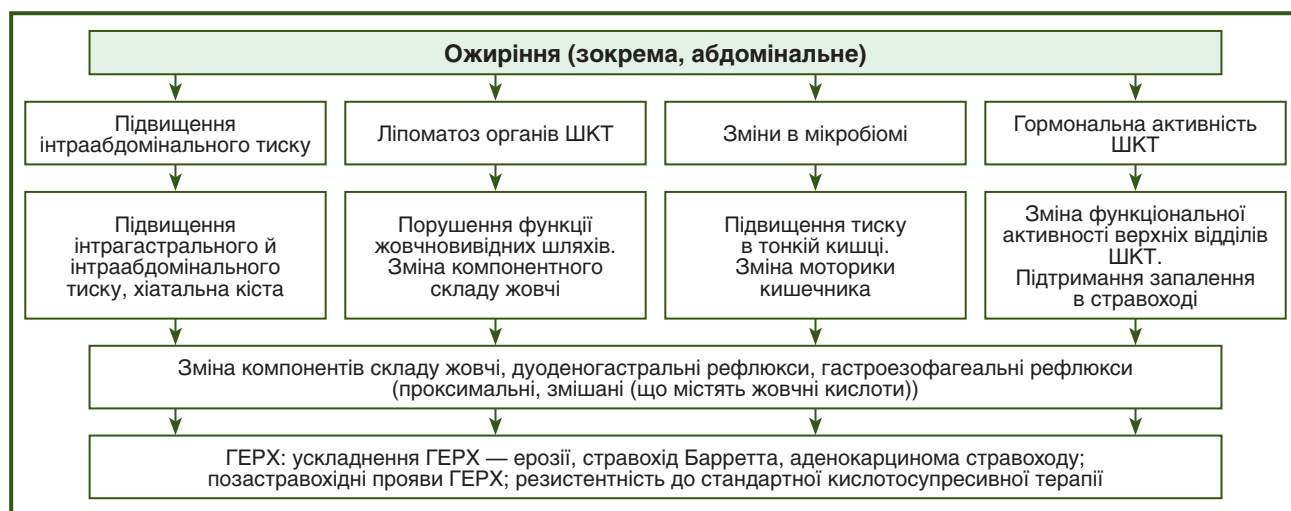 Ожиріння (зокрема, абдомінальне)
Підвищення
інтраабдомінального тиску
Ліпоматоз органів ШКТ
Зміни в мікробіомі
Гормональна активність
ШКТ
Підвищення
інтрагастрального й
інтраабдомінального
тиску, хіатальна кіста
Порушення функції
жовчновивідних шляхів.
Зміна компонентного
складу жовчі
Підвищення тиску
в тонкій кишці.
Зміна моторики
кишечника
Зміна функціональної
активності верхніх відділів
ШКТ.
Підтримання запалення
в стравоході
Зміна компонентів складу жовчі, дуоденогастральні рефлюкси, гастроезофагеальні рефлюкси
(проксимальні, змішані (що містять жовчні кислоти))
ГЕРХ: ускладнення ГЕРХ — ерозії, стравохід Барретта, аденокарцинома стравоходу;
позастравохідні прояви ГЕРХ; резистентність до стандартної кислотосупресивної терапії